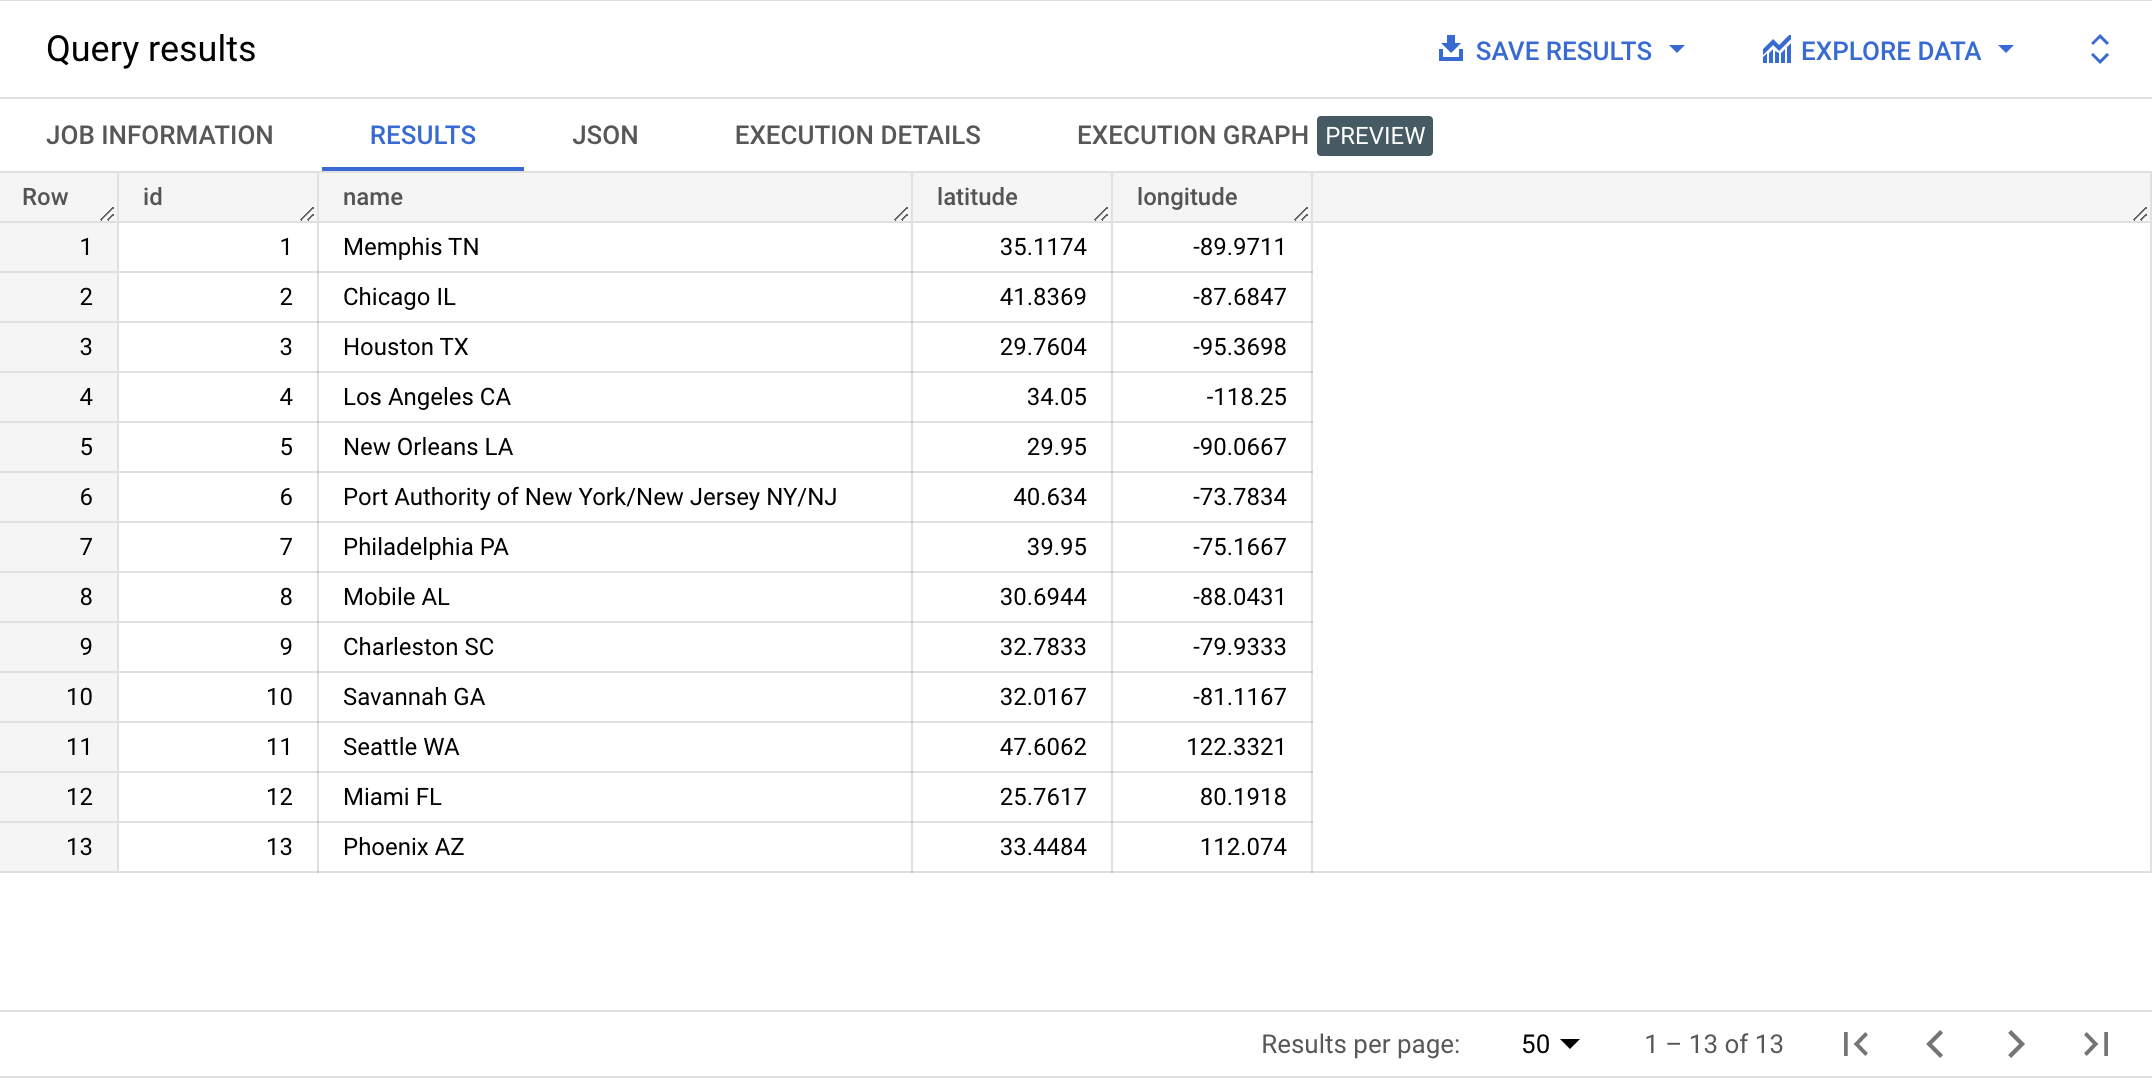 Query results
SAVE RESULTS
EXPLORE DATA
JOB INFORMATION RESULTS JSON EXECUTION DETAILS EXECUTION GRAPH PREVIEW
Row id name latitude longitude
1 1 Memphis TN 35.1174 -89.9711
2 2 Chicago IL 41.8369 -87.6847
3 3 Houston TX 29.7604 -95.3698
4 4 Los Angeles CA 34.05 -118.25
5 5 New Orleans LA 29.95 -90.0667
6 6 Port Authority of New York/New Jersey NY/NJ 40.634 -73.7834
7 7 Philadelphia PA 39.95 -75.1667
8 8 Mobile AL 30.6944 -88.0431
9 9 Charleston SC 32.7833 -79.9333
10 10 Savannah GA 32.0167 -81.1167
11 11 Seattle WA 47.6062 122.3321
12 12 Miami FL 25.7617 80.1918
13 13 Phoenix AZ 33.4484 112.074
Results per page: 50 1 – 13 of 13